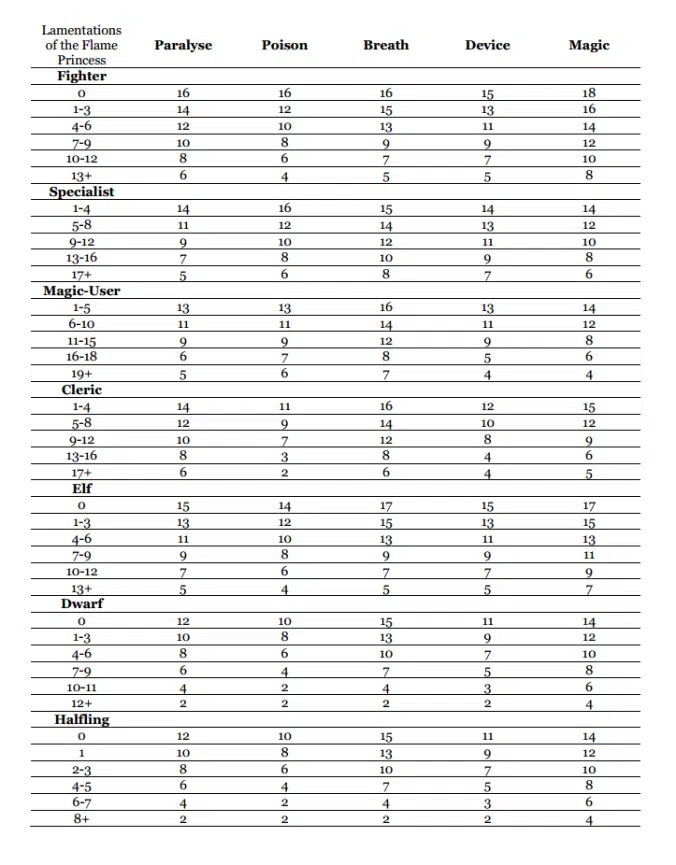 Lamentations
of the Flame
Princess Paralyse Poison Breath Device Magic
Fighter
0 16 16 16 15 18
1-3 14 12 15 13 16
4-6 12 10 13 11 14
7-9 10 8 9 9 12
10-12 8 6 7 7 10
13+ 6 4 5 5 8
Specialist
1-4 14 16 15 14 14
5-8 11 12 14 13 12
9-12 9 10 12 11 10
13-16 7 8 10 9 8
17+ 5 6 8 7 6
Magic-User
1-5 13 13 16 13 14
6-10 11 11 14 11 12
11-15 9 9 12 9 8
16-18 6 7 8 5 6
19+ 5 6 7 4 4
Cleric
1-4 14 11 16 12 15
5-8 12 9 14 10 12
9-12 10 7 12 8 9
13-16 8 3 8 4 6
17+ 6 2 6 4 5
Elf
0 15 14 17 15 17
1-3 13 12 15 13 15
4-6 11 10 13 11 13
7-9 9 8 9 9 11
10-12 7 6 7 7 9
13+ 5 4 5 5 7
Dwarf
0 12 10 15 11 14
1-3 10 8 13 9 12
4-6 8 6 10 7 10
7-9 6 4 7 5 8
10-11 4 2 4 3 6
12+ 2 2 2 2 4
Halfling
0 12 10 15 11 14
1 10 8 13 9 12
2-3 8 6 10 7 10
4-5 6 4 7 5 8
6-7 4 2 4 3 6
8+ 2 2 2 2 4